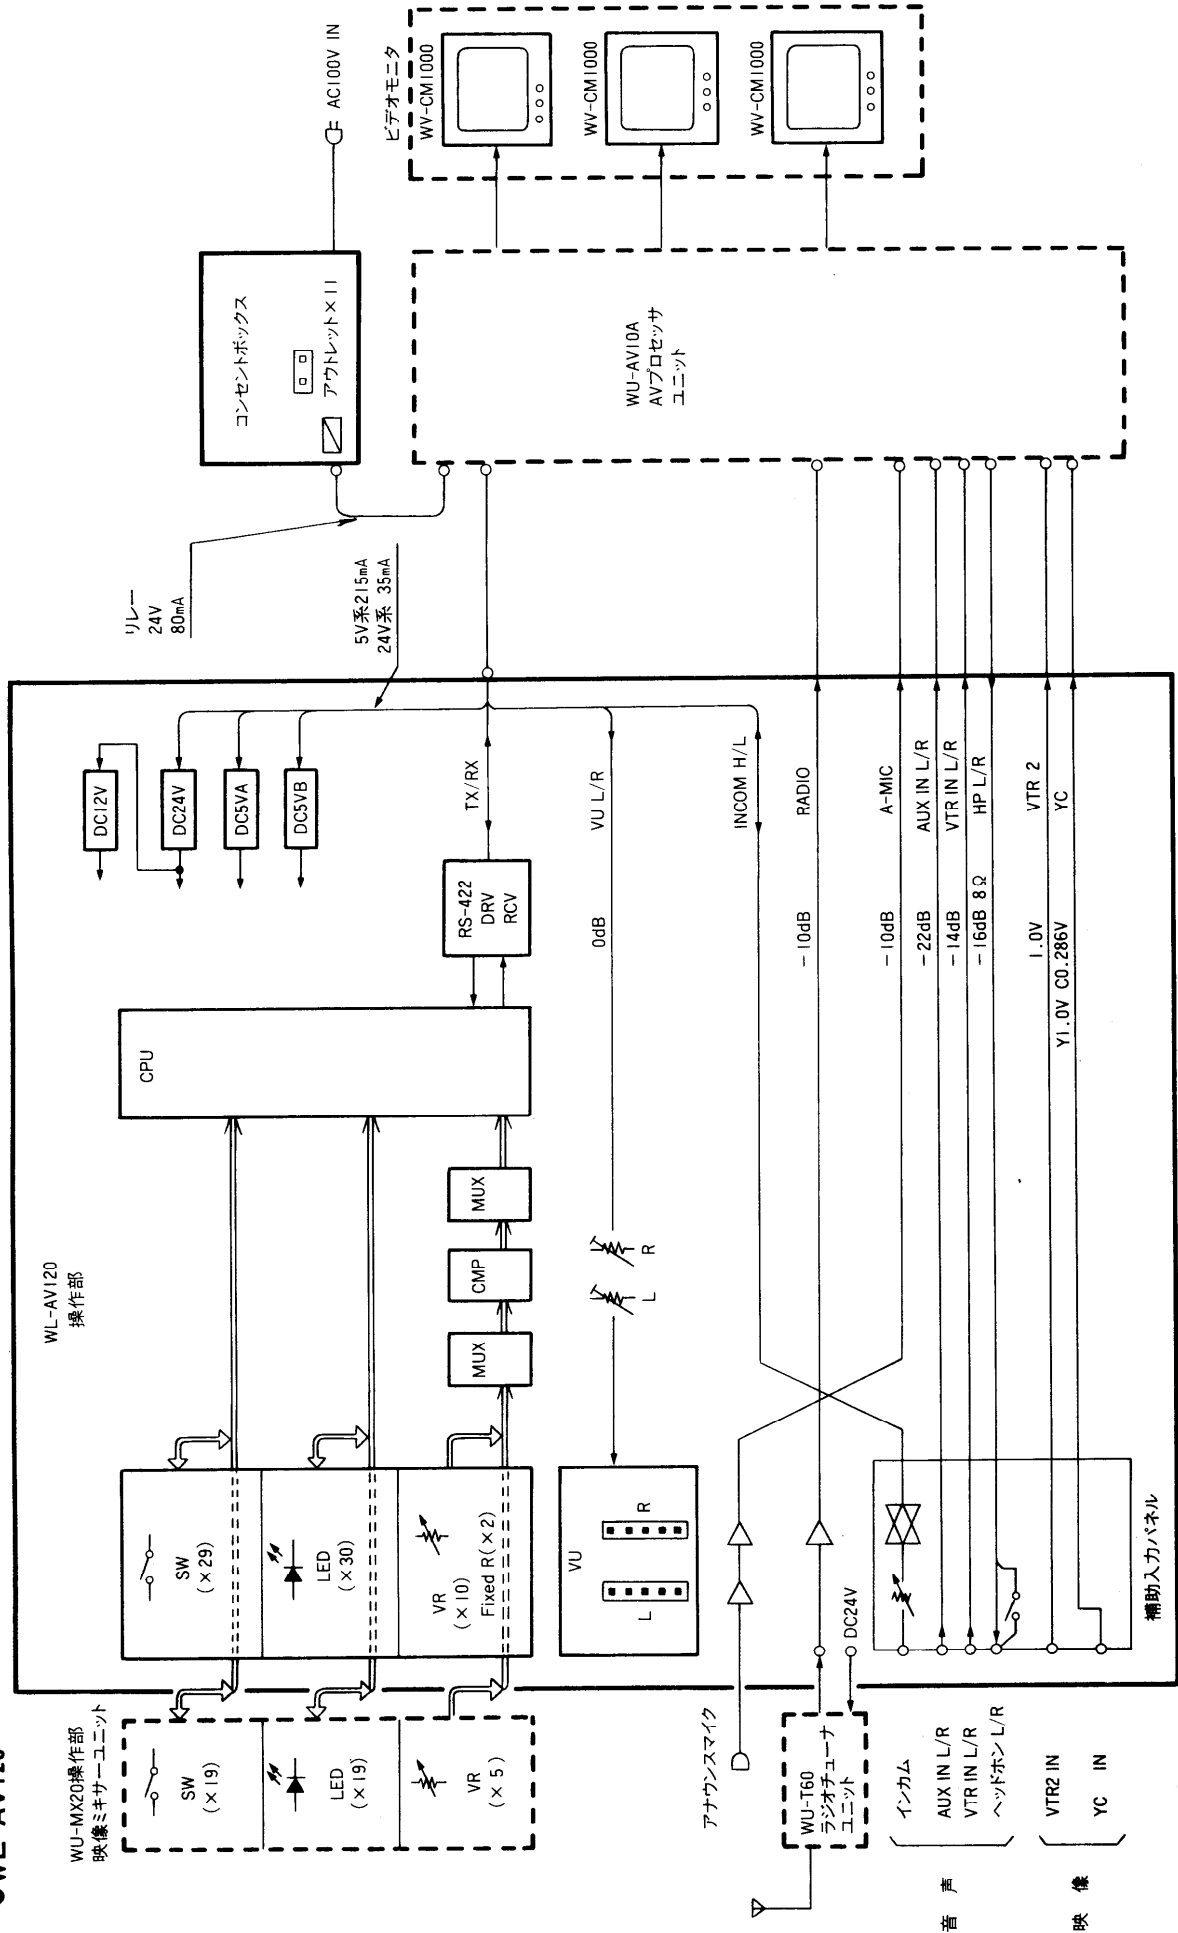 WU-MX20操作部
映像ミキサーユニット
SW
(×19)
LED
(×19)
VR
(× 5)
WL-AV120
操作部
SW
(×29)
LED
(×30)
VR
(×10)
Fixed R(×2)
MUX
CMP
MUX
CPU
RS-422
DRV
RCV
TX/RX
DC12V
DC24V
DC5VA
DC5VB
リレー
24V
80mA
5V系215mA
24V系 35mA
コンセントボックス
アウトレット×11
AC100V IN
ビデオモニタ
WV-CM1000
WV-CM1000
WV-CM1000
WU-AV10A
AVプロセッサ
ユニット
VU
L
R
L
R
0dB
VU L/R
INCOM H/L
アナウンスマイク
WU-T60
ラジオチューナ
ユニット
DC24V
-10dB
RADIO
-10dB
A-MIC
-22dB
AUX IN L/R
-14dB
VTR IN L/R
-16dB 8Ω
HP L/R
1.0V
VTR 2
Y1.0V C0.286V
YC
補助入力パネル
音 声
インカム
AUX IN L/R
VTR IN L/R
ヘッドホン L/R
映 像
VTR2 IN
YC IN